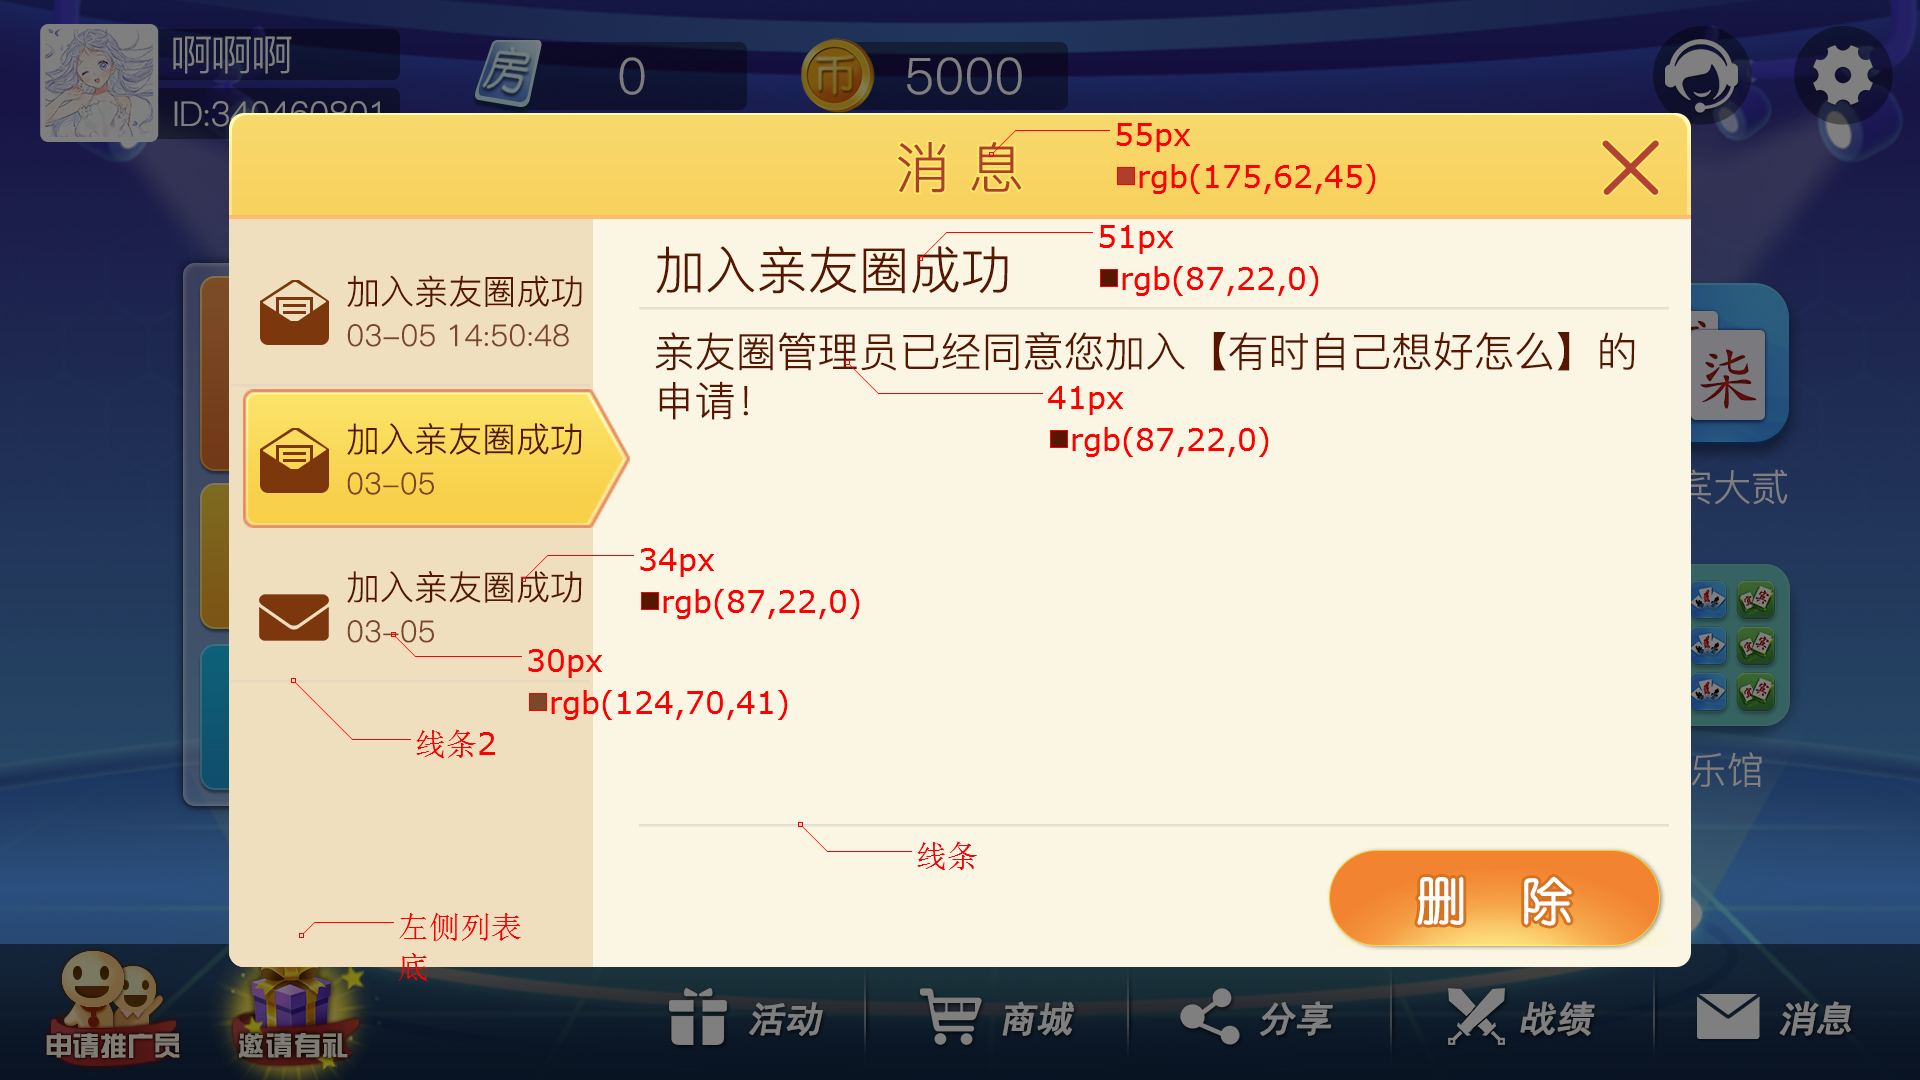 啊啊啊
ID:340460801
房
0
币
5000
消 息
55px
rgb(175,62,45)
加入亲友圈成功
51px
rgb(87,22,0)
亲友圈管理员已经同意您加入【有时自己想好怎么】的
申请!
41px
rgb(87,22,0)
加入亲友圈成功
03-05 14:50:48
加入亲友圈成功
03-05
加入亲友圈成功
03-05
34px
rgb(87,22,0)
30px
rgb(124,70,41)
线条2
线条
左侧列表
底
删 除
柒
宾大贰
乐馆
申请推广员
邀请有礼
活动
商城
分享
战绩
消息